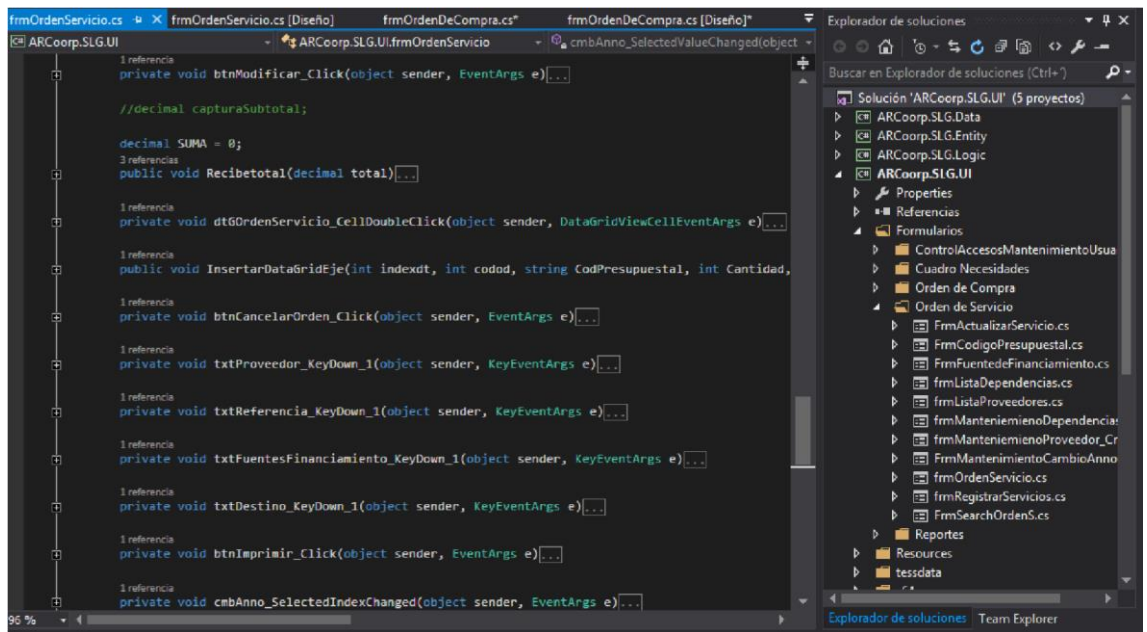 frmOrdenServicio.cs
frmOrdenServicio.cs [Diseño]
frmOrdenDeCompra.cs*
frmOrdenDeCompra.cs [Diseño]*
ARCoorp.SLG.UI
ARCoorp.SLG.UI.frmOrdenServicio
cmbAnno_SelectedValueChanged(object
1 referencia
private void btnModificar_Click(object sender, EventArgs e)...
//decimal capturaSubtotal;
decimal SUMA = 0;
3 referencias
public void Recibetotal(decimal total)...
1 referencia
private void dtGOrdenServicio_CellDoubleClick(object sender, DataGridViewCellEventArgs e)...
1 referencia
public void InsertarDataGridEje(int indexdt, int codod, string CodPresupuestal, int Cantidad,
1 referencia
private void btnCancelarOrden_Click(object sender, EventArgs e)...
1 referencia
private void txtProveedor_KeyDown_1(object sender, KeyEventArgs e)...
1 referencia
private void txtReferencia_KeyDown_1(object sender, KeyEventArgs e)...
1 referencia
private void txtFuentesFinanciamiento_KeyDown_1(object sender, KeyEventArgs e)...
1 referencia
private void txtDestino_KeyDown_1(object sender, KeyEventArgs e)...
1 referencia
private void btnImprimir_Click(object sender, EventArgs e)...
1 referencia
private void cmbAnno_SelectedIndexChanged(object sender, EventArgs e)...
96 %
Explorador de soluciones
Buscar en Explorador de soluciones (Ctrl+')
Solución 'ARCoorp.SLG.UI' (5 proyectos)
ARCoorp.SLG.Data
ARCoorp.SLG.Entity
ARCoorp.SLG.Logic
ARCoorp.SLG.UI
Properties
Referencias
Formularios
ControlAccesosMantenimientoUsua
Cuadro Necesidades
Orden de Compra
Orden de Servicio
FrmActualizarServicio.cs
FrmCodigoPresupuestal.cs
FrmFuentedeFinanciamiento.cs
frmListaDependencias.cs
frmListaProveedores.cs
frmManteniemienoDependencias
frmManteniemienoProveedor_Cr
FrmMantenimientoCambioAnno
frmOrdenServicio.cs
frmRegistrarServicios.cs
FrmSearchOrdenS.cs
Reportes
Resources
tessdata
Explorador de soluciones
Team Explorer